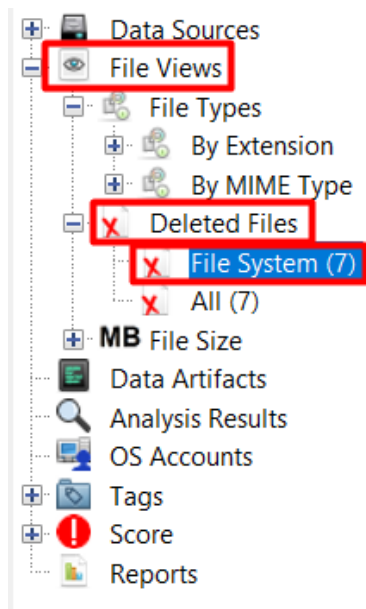 Data Sources
File Views
File Types
By Extension
By MIME Type
Deleted Files
File System (7)
All (7)
MB File Size
Data Artifacts
Analysis Results
OS Accounts
Tags
Score
Reports